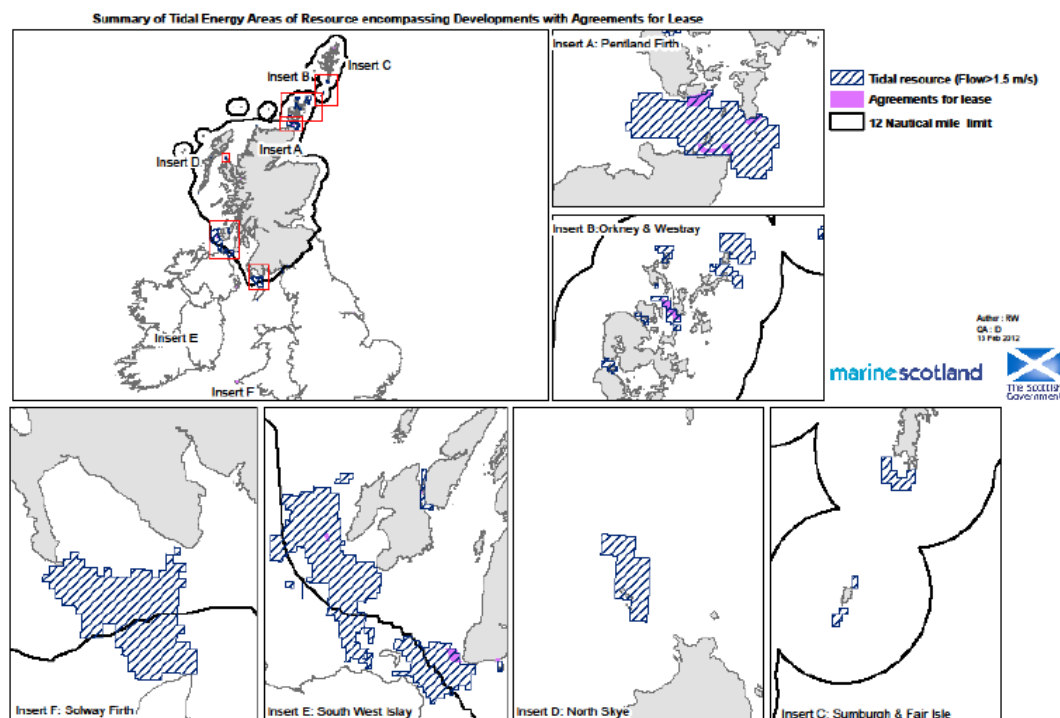 Summary of Tidal Energy Areas of Resource encompassing Developments with Agreements for Lease
Insert C
Insert B
Insert A
Insert D
Insert E
Insert F
Insert A: Pentland Firth
Tidal resource (Flow>1.5 m/s)
Agreements for lease
12 Nautical mile limit
Insert B:Orkney & Westray
Author : RW
QA : ID
15 Feb 2012
marinescotland
The Scottish
Government
Insert F: Solway Firth
Insert E: South West Islay
Insert D: North Skye
Insert C: Sumburgh & Fair Isle